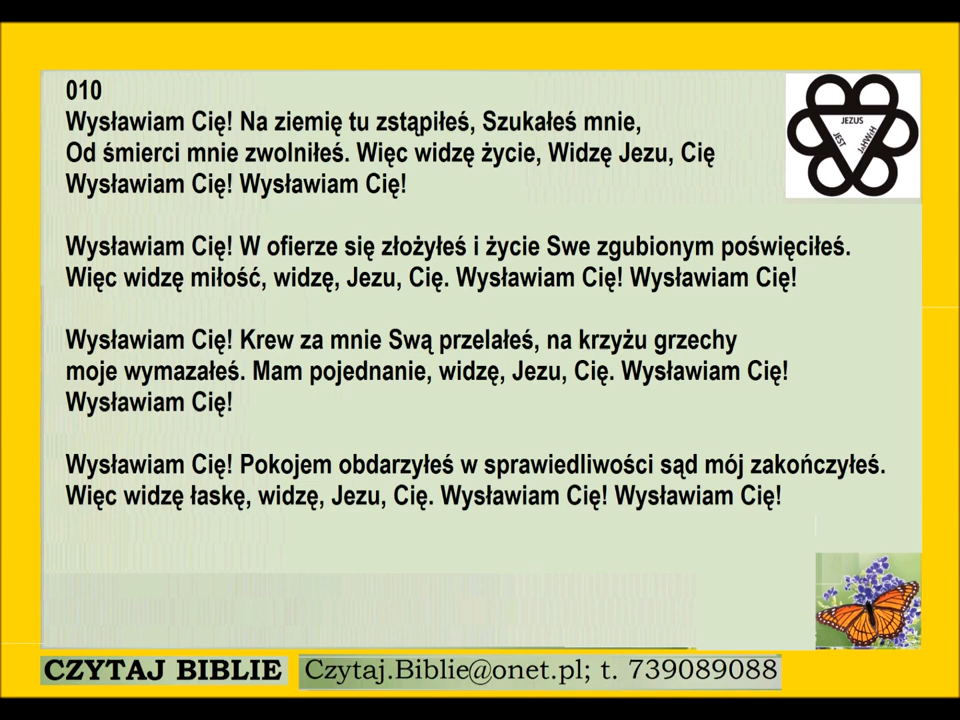 010
Wysławiam Cię! Na ziemię tu zstąpiłeś, Szukałeś mnie,
Od śmierci mnie zwolniłeś. Więc widzę życie, Widzę Jezu, Cię
Wysławiam Cię! Wysławiam Cię!
JEZUS
JEST
JaHWeH
Wysławiam Cię! W ofierze się złożyłeś i życie Swe zgubionym poświęciłeś.
Więc widzę miłość, widzę, Jezu, Cię. Wysławiam Cię! Wysławiam Cię!
Wysławiam Cię! Krew za mnie Swą przelałeś, na krzyżu grzechy
moje wymazałeś. Mam pojednanie, widzę, Jezu, Cię. Wysławiam Cię!
Wysławiam Cię!
Wysławiam Cię! Pokojem obdarzyłeś w sprawiedliwości sąd mój zakończyłeś.
Więc widzę łaskę, widzę, Jezu, Cię. Wysławiam Cię! Wysławiam Cię!
CZYTAJ BIBLIE
Czytaj.Biblie@onet.pl; t. 739089088